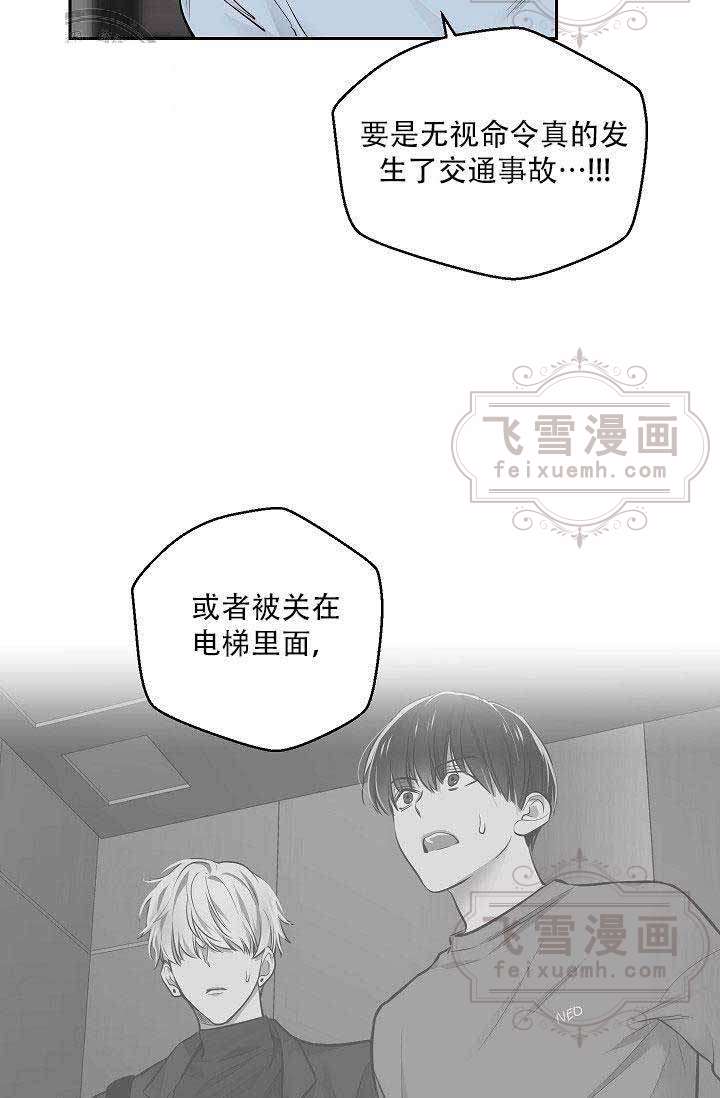 要是无视命令真的发
生了交通事故…!!!
飞雪漫画
feixuemh.com
或者被关在
电梯里面,
飞雪漫画
feixuemh.com
NEO